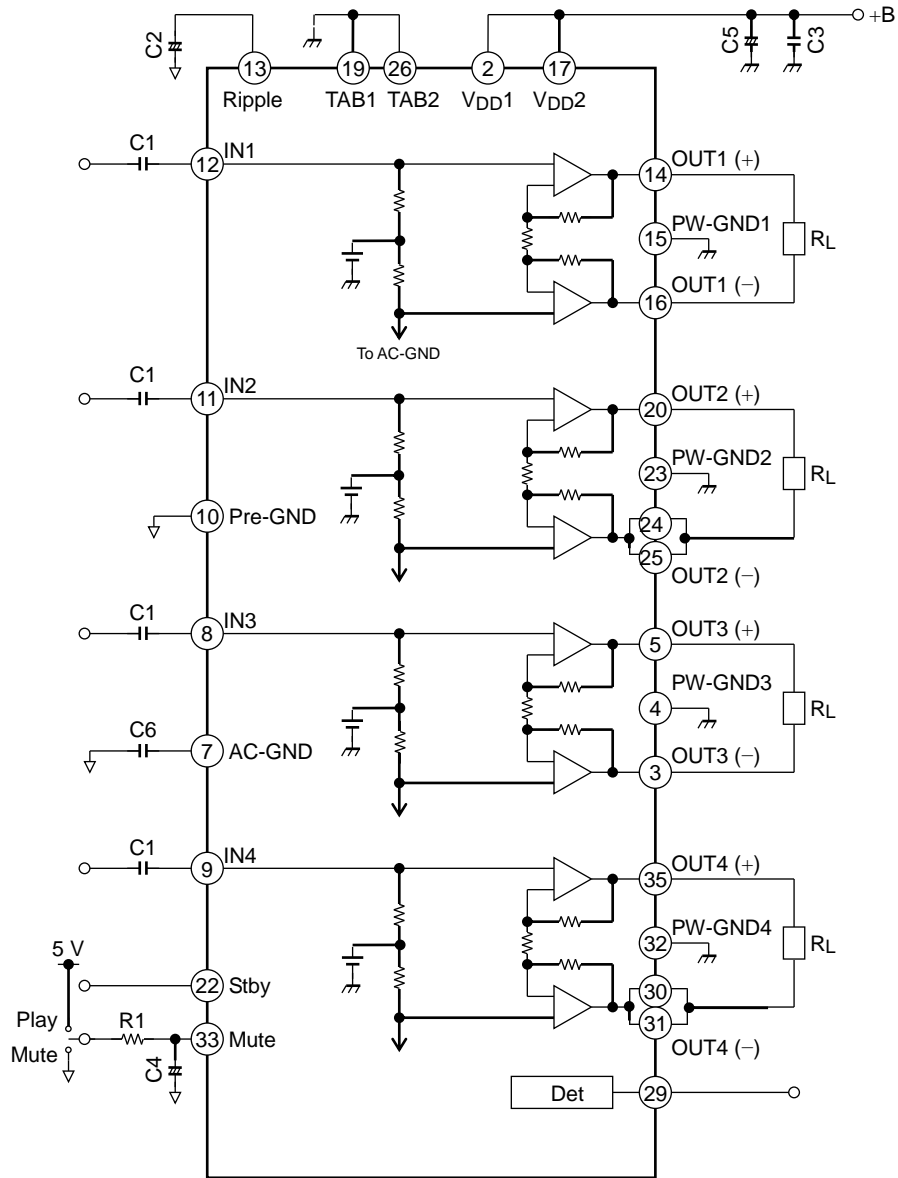 C2
C5
C3
+B
13
19
26
2
17
Ripple
TAB1
TAB2
VDD1
VDD2
C1
12
IN1
14
OUT1 (+)
15
PW-GND1
RL
16
OUT1 (−)
To AC-GND
C1
11
IN2
20
OUT2 (+)
23
PW-GND2
RL
10
Pre-GND
24
25
OUT2 (−)
C1
8
IN3
5
OUT3 (+)
4
PW-GND3
RL
C6
7
AC-GND
3
OUT3 (−)
C1
9
IN4
35
OUT4 (+)
32
PW-GND4
RL
5 V
22
Stby
30
31
OUT4 (−)
Play
Mute
R1
C4
33
Mute
Det
29